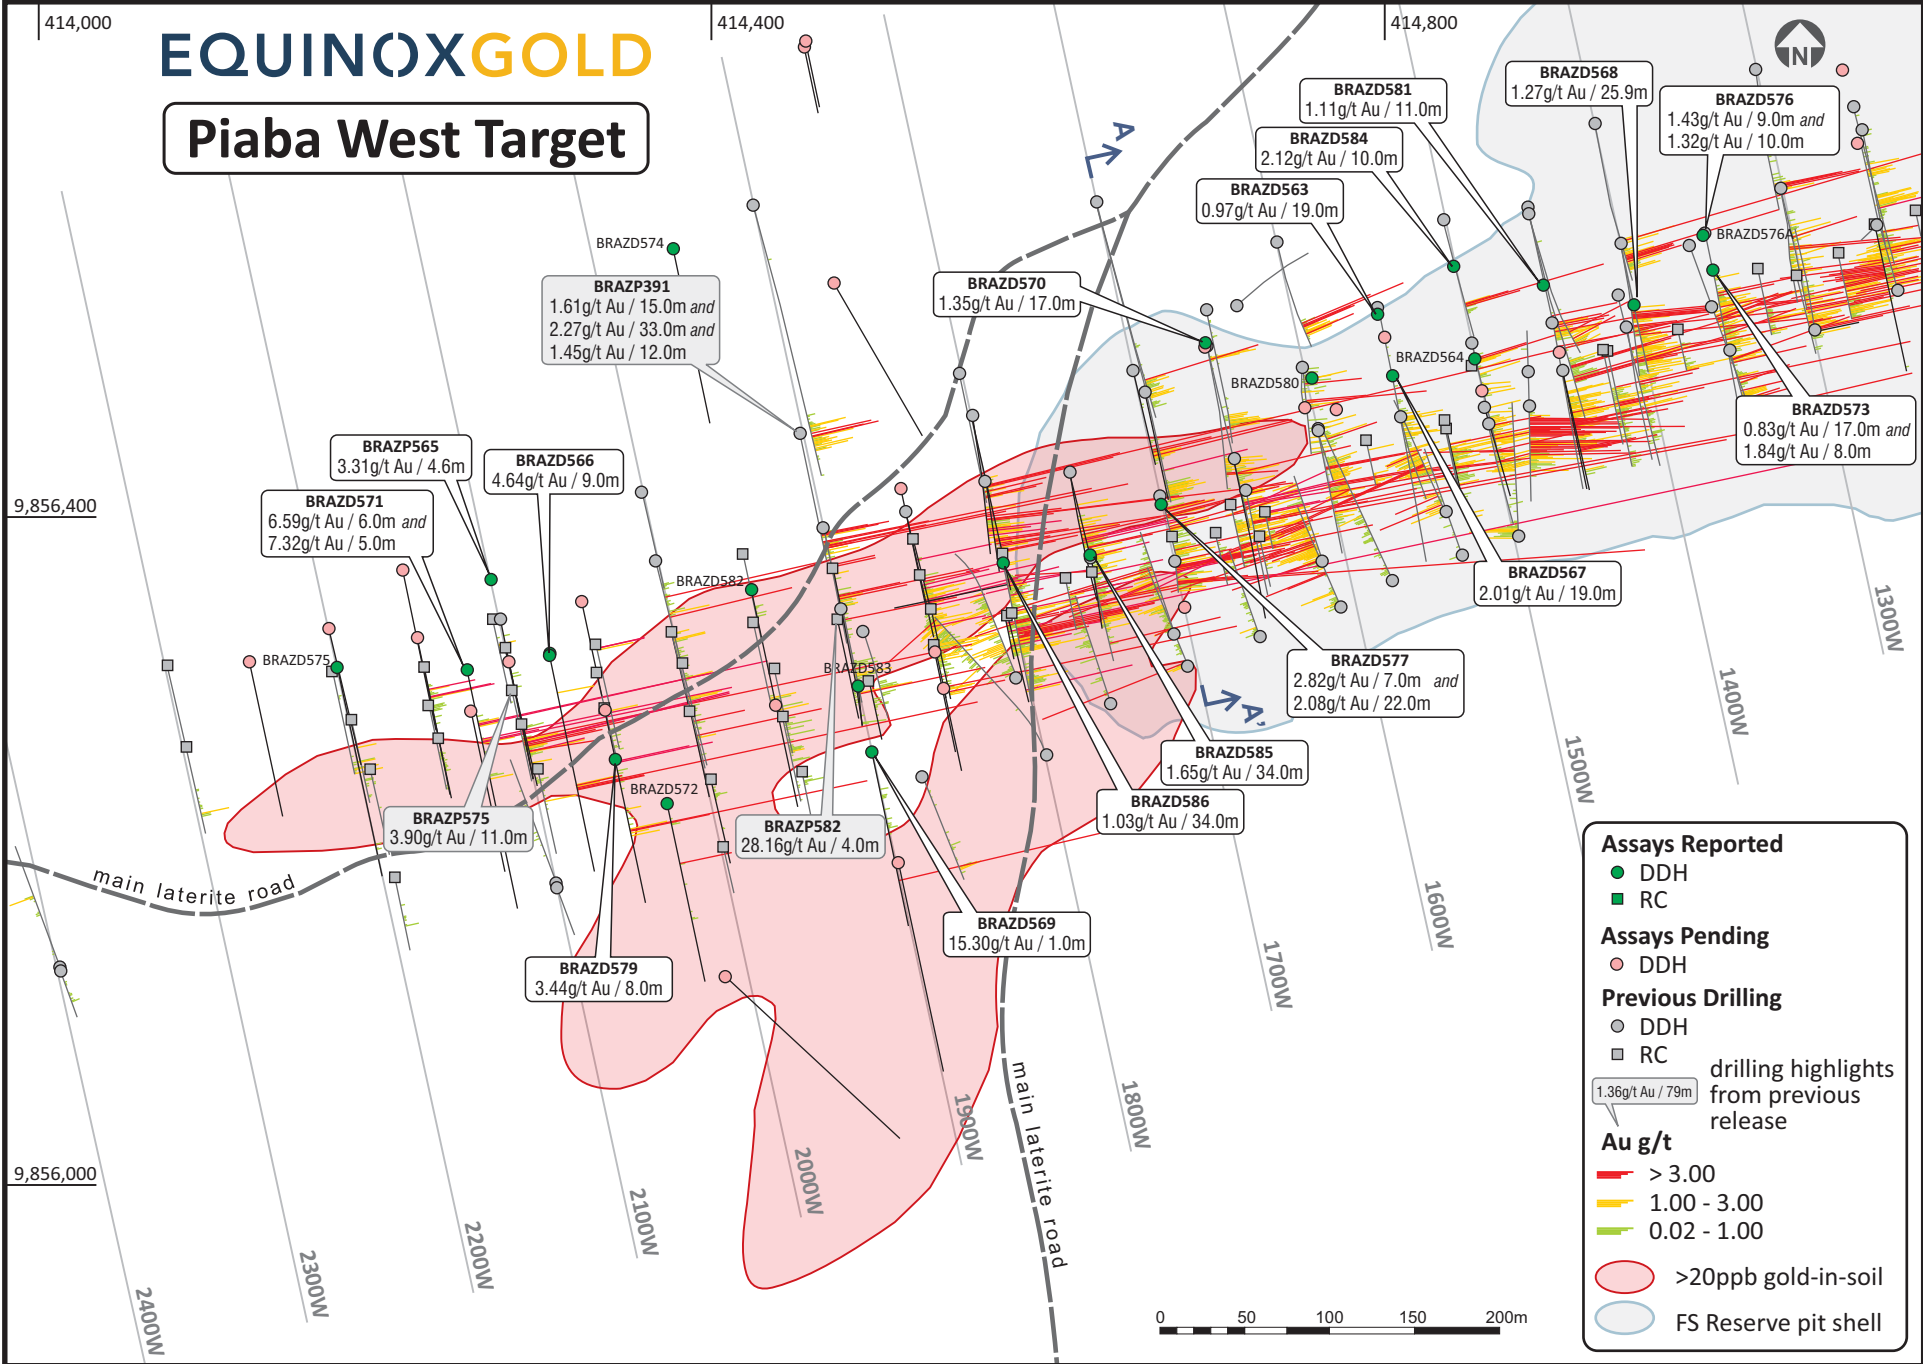 414,000
414,400
414,800
EQUINOXGOLD
Piaba West Target
N
A
BRAZD581
1.11g/t Au / 11.0m
BRAZD568
1.27g/t Au / 25.9m
BRAZD576
1.43g/t Au / 9.0m and
1.32g/t Au / 10.0m
BRAZD584
2.12g/t Au / 10.0m
BRAZD563
0.97g/t Au / 19.0m
BRAZD574
BRAZD576A
BRAZP391
1.61g/t Au / 15.0m and
2.27g/t Au / 33.0m and
1.45g/t Au / 12.0m
BRAZD570
1.35g/t Au / 17.0m
BRAZD564
BRAZD580
BRAZD573
0.83g/t Au / 17.0m and
1.84g/t Au / 8.0m
BRAZP565
3.31g/t Au / 4.6m
BRAZD566
4.64g/t Au / 9.0m
BRAZD571
6.59g/t Au / 6.0m and
7.32g/t Au / 5.0m
9,856,400
BRAZD582
BRAZD567
2.01g/t Au / 19.0m
1300W
BRAZD575
BRAZD583
BRAZD577
2.82g/t Au / 7.0m and
2.08g/t Au / 22.0m
A'
1400W
BRAZD585
1.65g/t Au / 34.0m
1500W
BRAZD572
BRAZD586
1.03g/t Au / 34.0m
BRAZP575
3.90g/t Au / 11.0m
BRAZP582
28.16g/t Au / 4.0m
main laterite road
1600W
BRAZD569
15.30g/t Au / 1.0m
1700W
BRAZD579
3.44g/t Au / 8.0m
main laterite road
1800W
1900W
2000W
9,856,000
2100W
2200W
2300W
2400W
0 50 100 150 200m
Assays Reported
DDH
RC
Assays Pending
DDH
Previous Drilling
DDH
RC
1.36g/t Au / 79m
drilling highlights
from previous
release
Au g/t
> 3.00
1.00 - 3.00
0.02 - 1.00
>20ppb gold-in-soil
FS Reserve pit shell